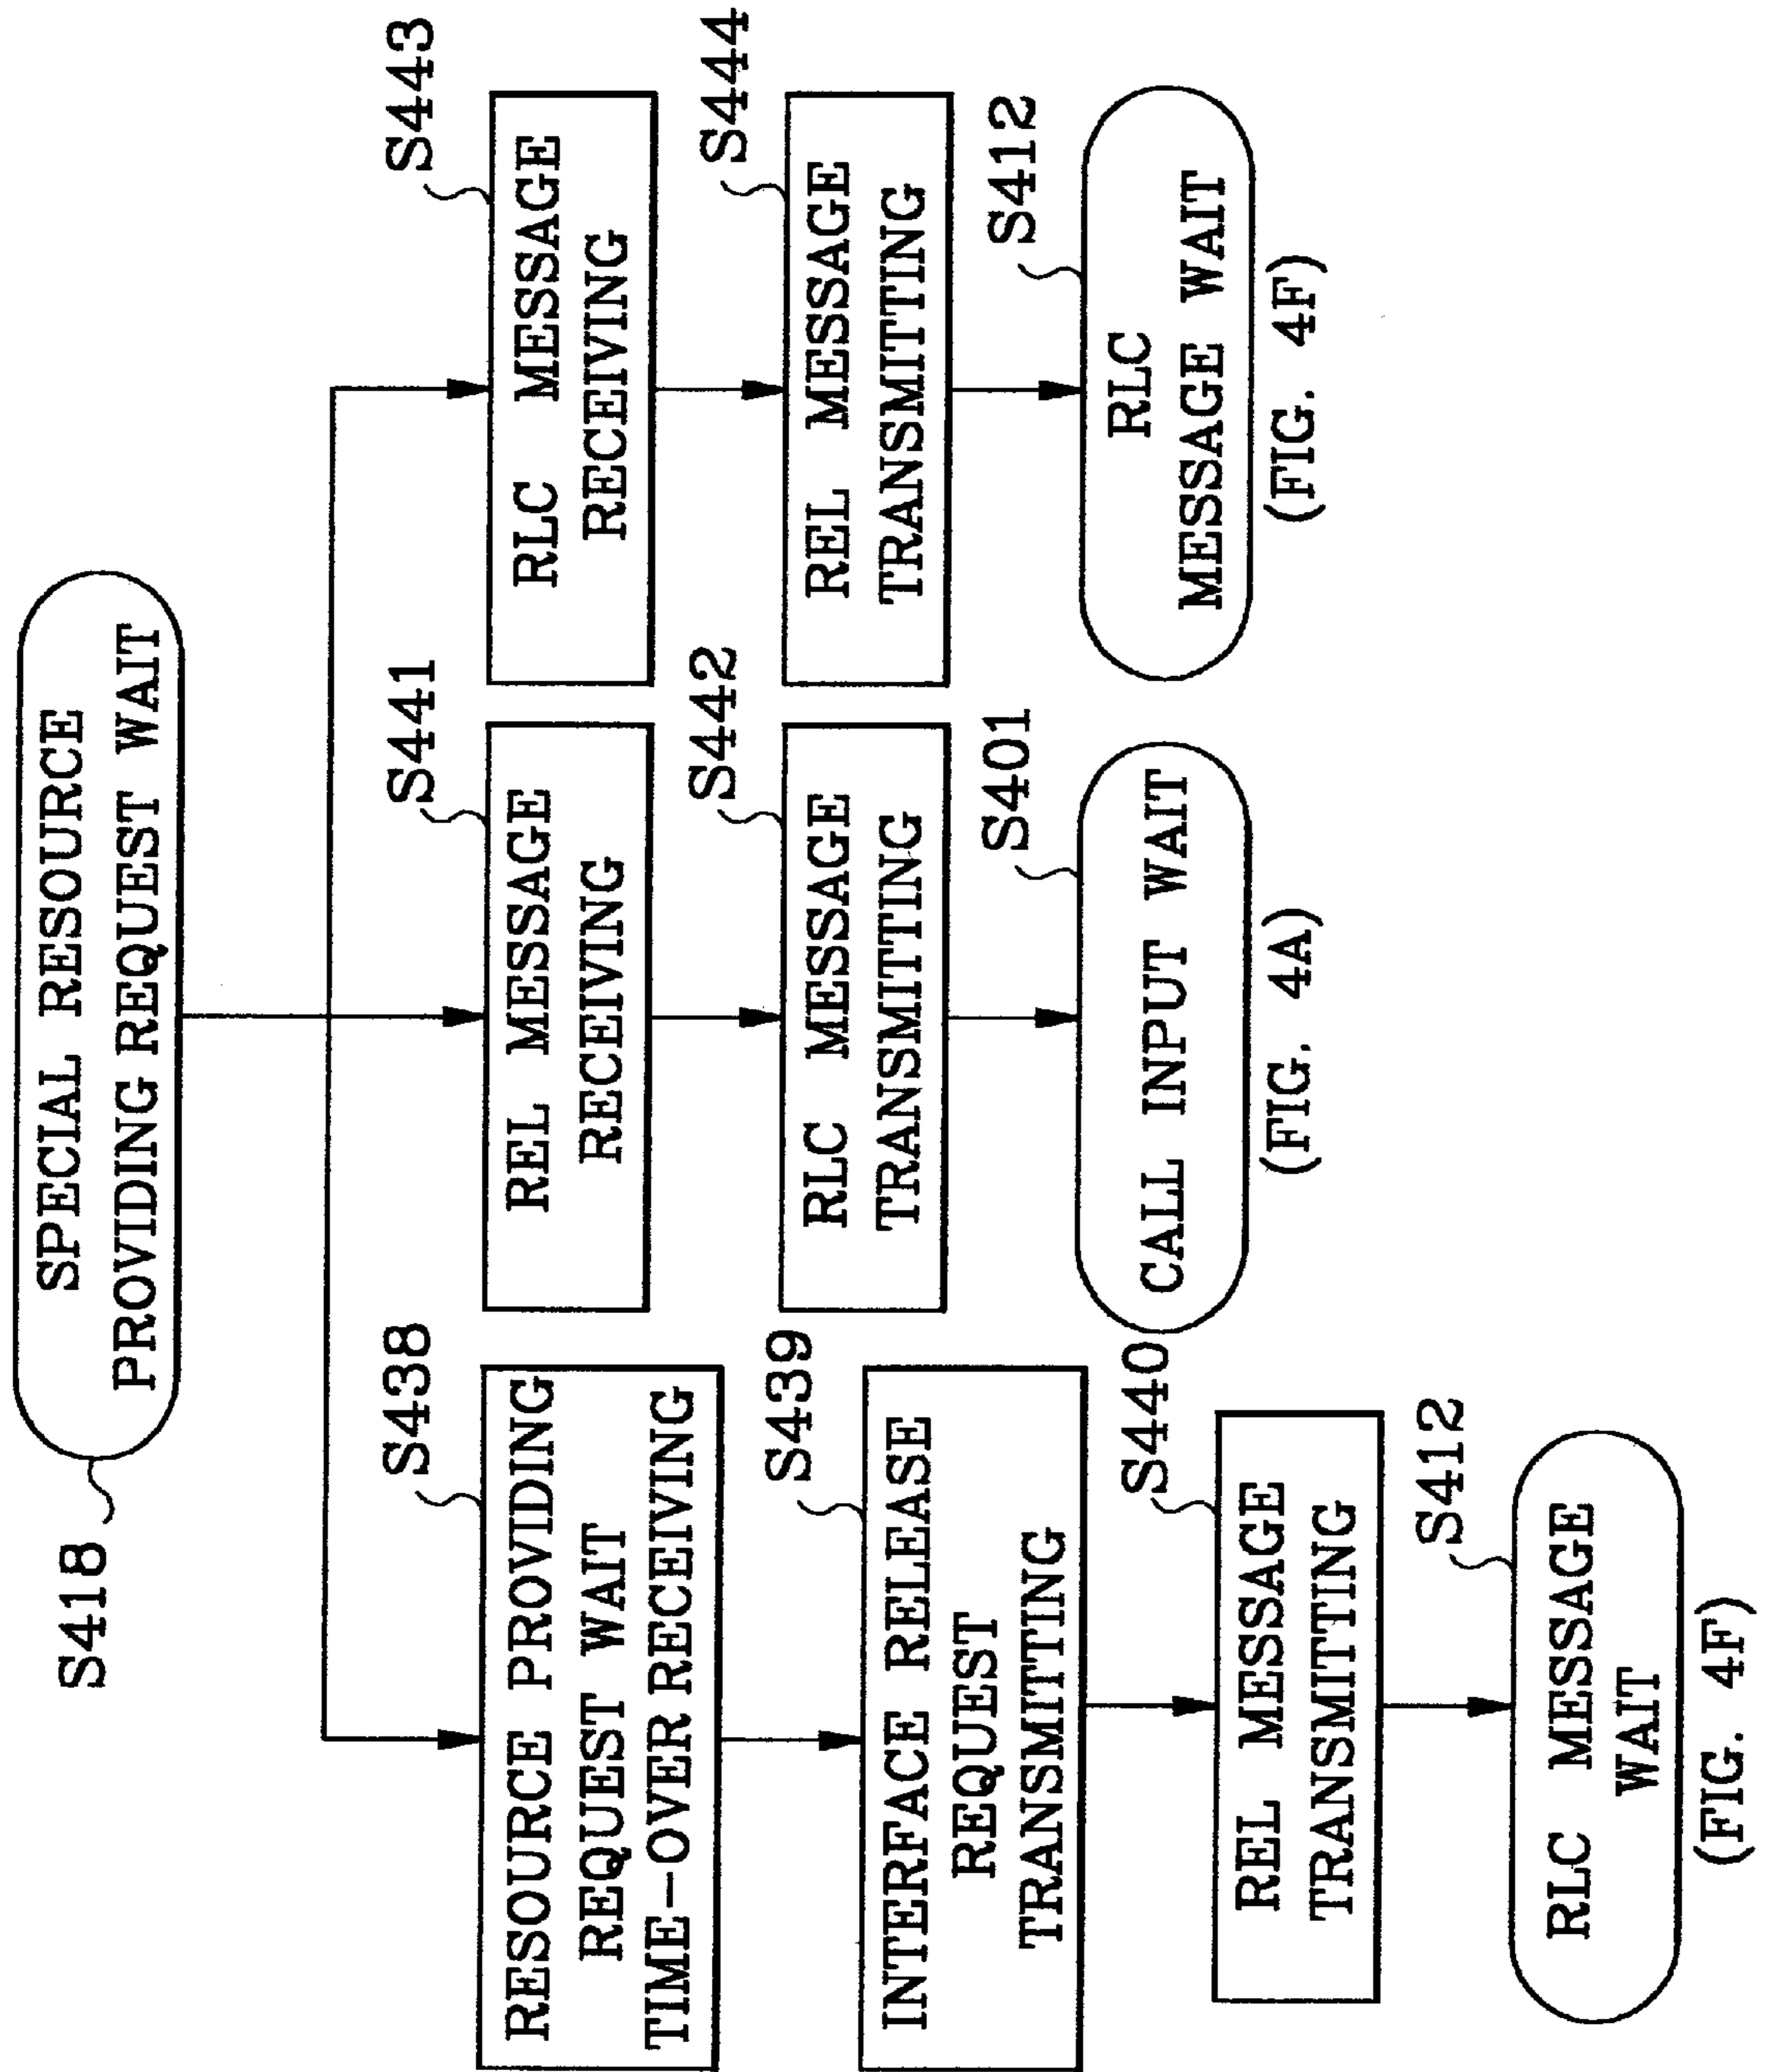 SPECIAL RESOURCE
PROVIDING REQUEST WAIT
S418
S438
RESOURCE PROVIDING
REQUEST WAIT
TIME-OVER RECEIVING
S439
INTERFACE RELEASE
REQUEST
TRANSMITTING
S440
REL MESSAGE
TRANSMITTING
S412
RLC MESSAGE
WAIT
(FIG. 4F)
S441
REL MESSAGE
RECEIVING
S442
RLC MESSAGE
TRANSMITTING
S401
CALL INPUT WAIT
(FIG. 4A)
S443
RLC MESSAGE
RECEIVING
S444
REL MESSAGE
TRANSMITTING
S412
RLC
MESSAGE WAIT
(FIG. 4F)